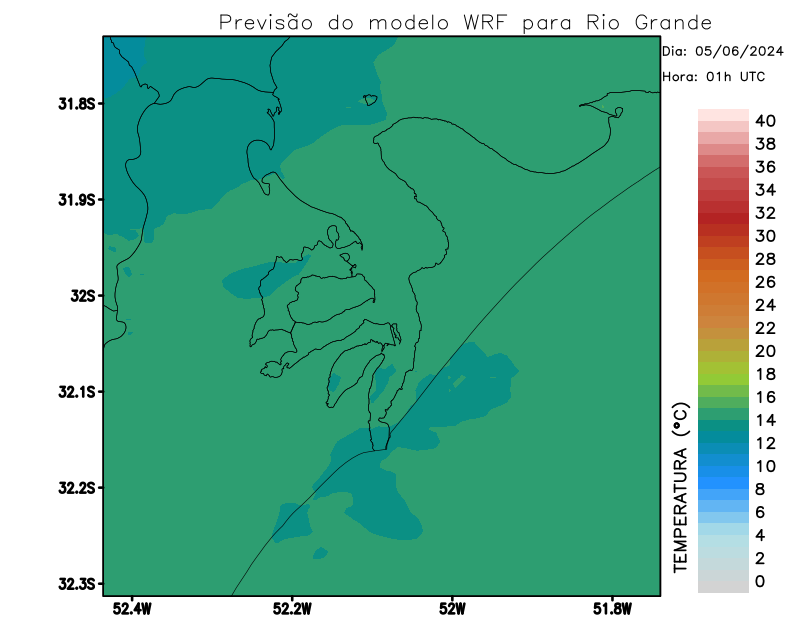 Previsão do modelo WRF para Rio Grande
Dia: 05/06/2024
Hora: 01h UTC
31.8S
31.9S
32S
32.1S
32.2S
32.3S
52.4W
52.2W
52W
51.8W
TEMPERATURA (°C)
40
38
36
34
32
30
28
26
24
22
20
18
16
14
12
10
8
6
4
2
0